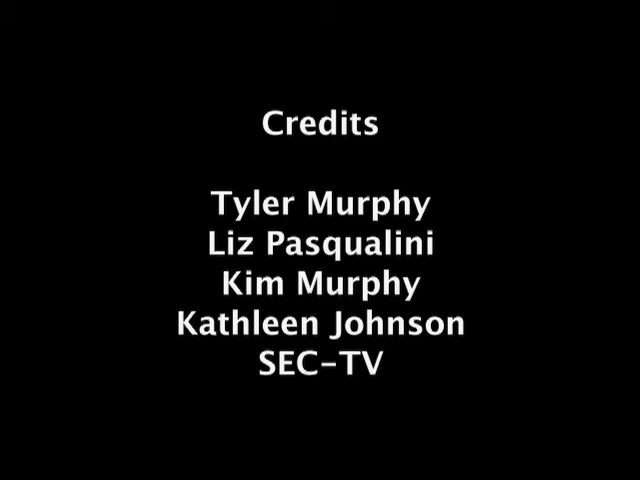 Credits
Tyler Murphy
Liz Pasqualini
Kim Murphy
Kathleen Johnson
SEC-TV